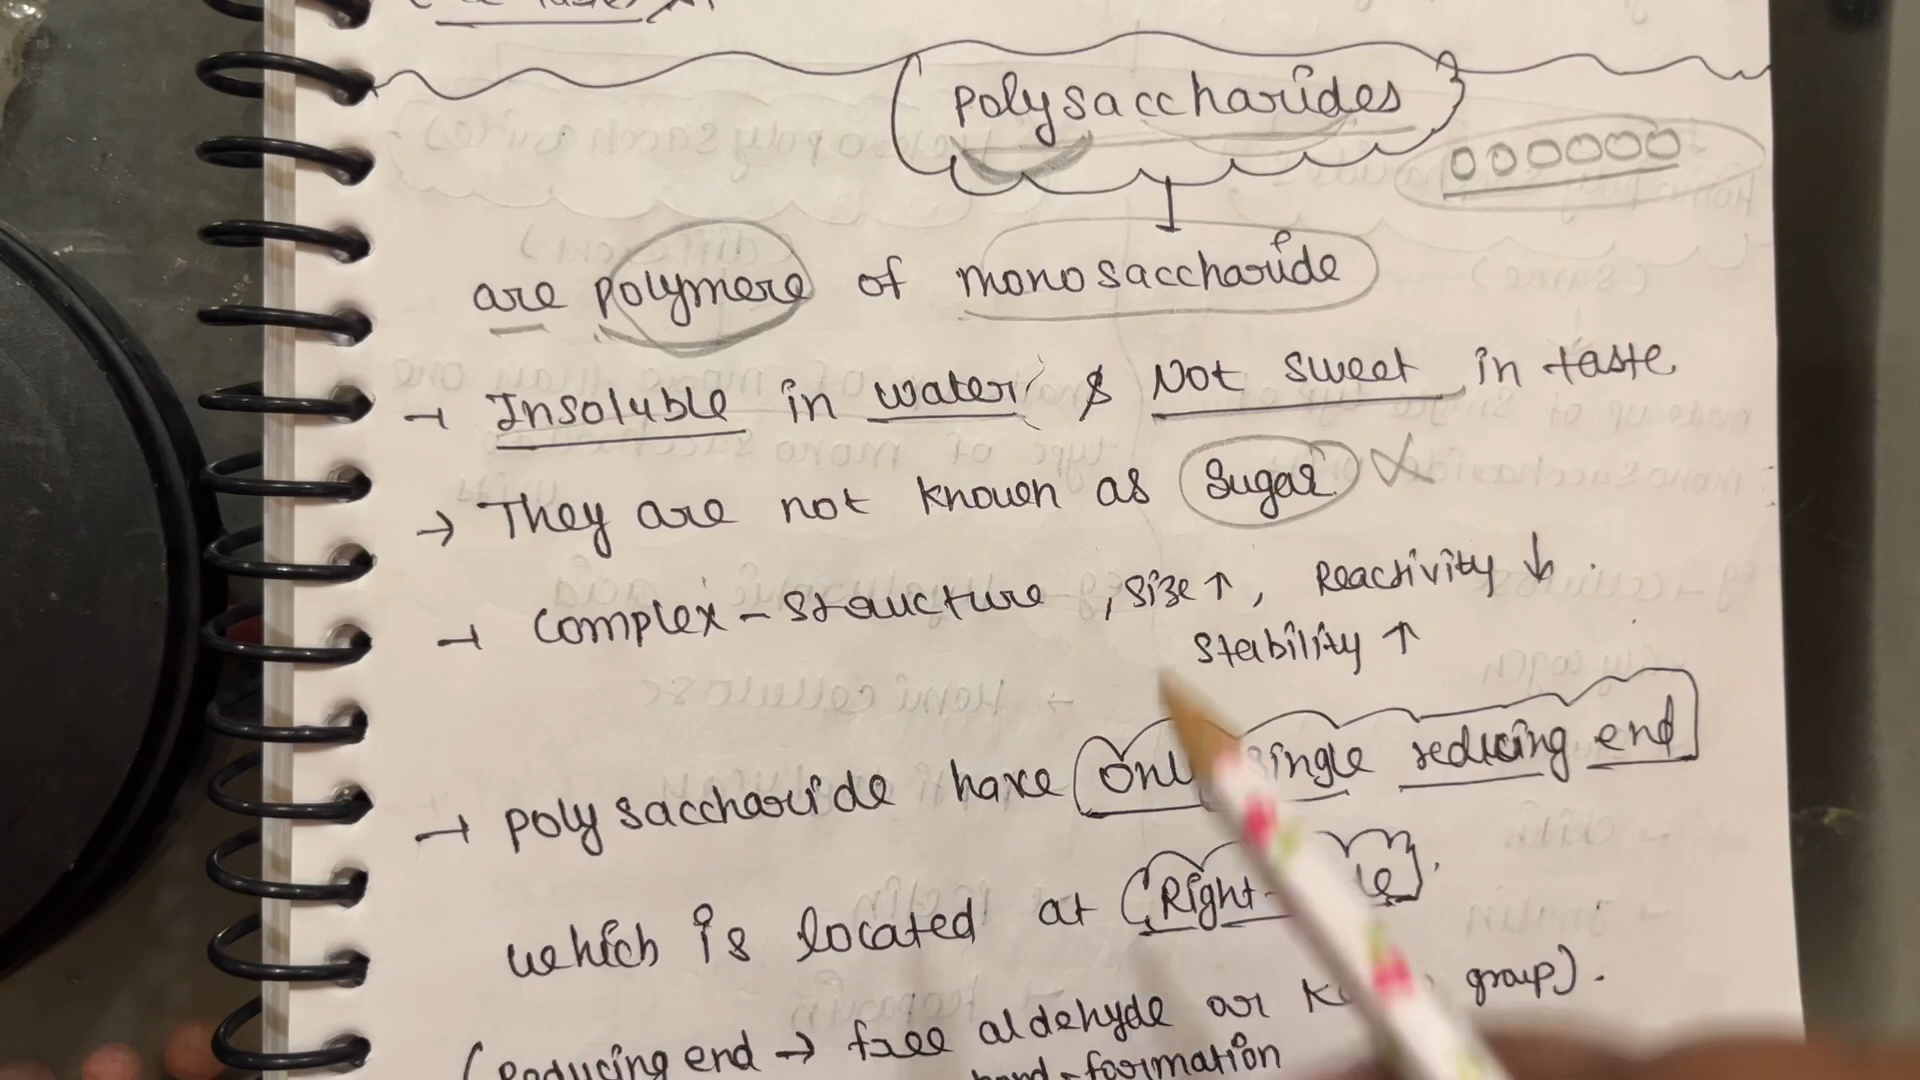 Polysaccharides
are polymere of monosaccharide
→ Insoluble in water & Not sweet in taste
→ They are not known as Sugar
→ Complex - structure, size ↑, Reactivity ↓.
Stability ↑
→ polysaccharide have only single reducing end
which is located at Right-
(Reducing end → free aldehyde or group).
bond-formation